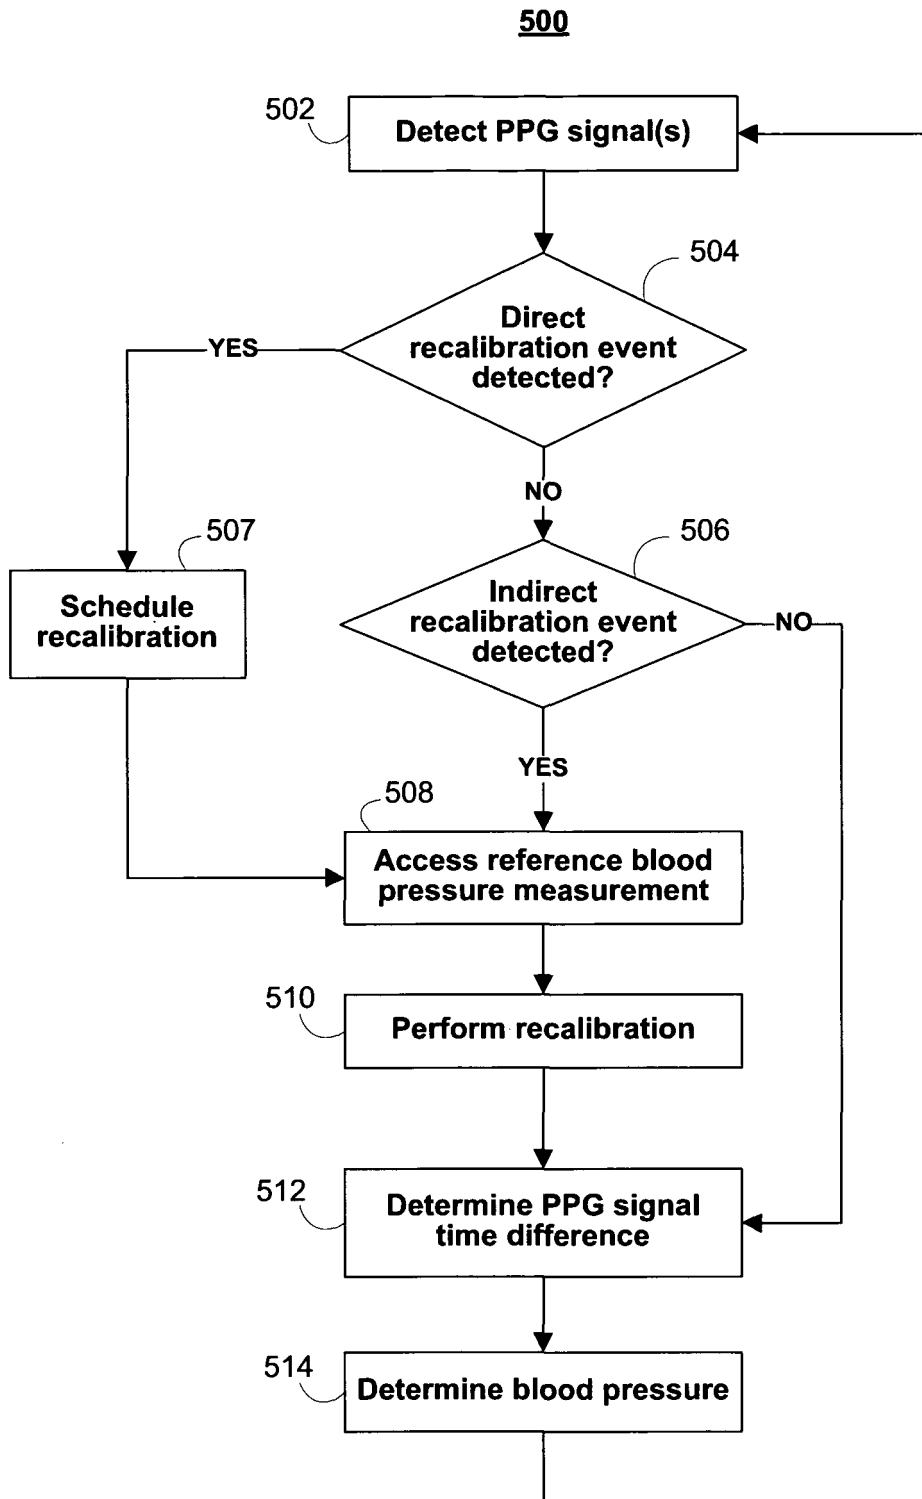 500
502
Detect PPG signal(s)
504
Direct
recalibration event
detected?
YES
NO
507
Schedule
recalibration
506
Indirect
recalibration event
detected?
NO
YES
508
Access reference blood
pressure measurement
510
Perform recalibration
512
Determine PPG signal
time difference
514
Determine blood pressure